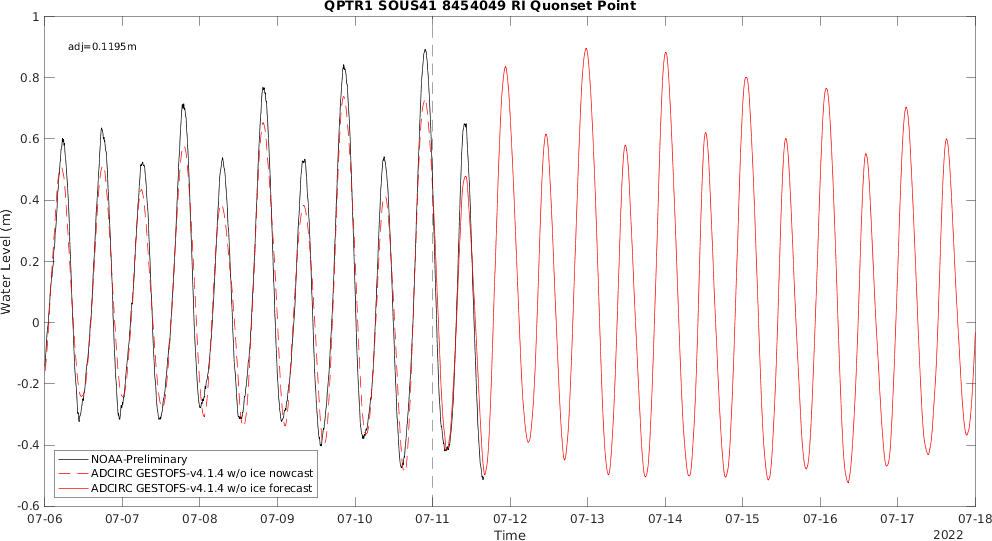 QPTR1 SOUS41 8454049 RI Quonset Point
adj=0.1195m
1
0.8
0.6
0.4
0.2
0
-0.2
-0.4
-0.6
Water Level (m)
NOAA-Preliminary
ADCIRC GESTOFS-v4.1.4 w/o ice nowcast
ADCIRC GESTOFS-v4.1.4 w/o ice forecast
07-06 07-07 07-08 07-09 07-10 07-11 07-12 07-13 07-14 07-15 07-16 07-17 07-18
Time
2022